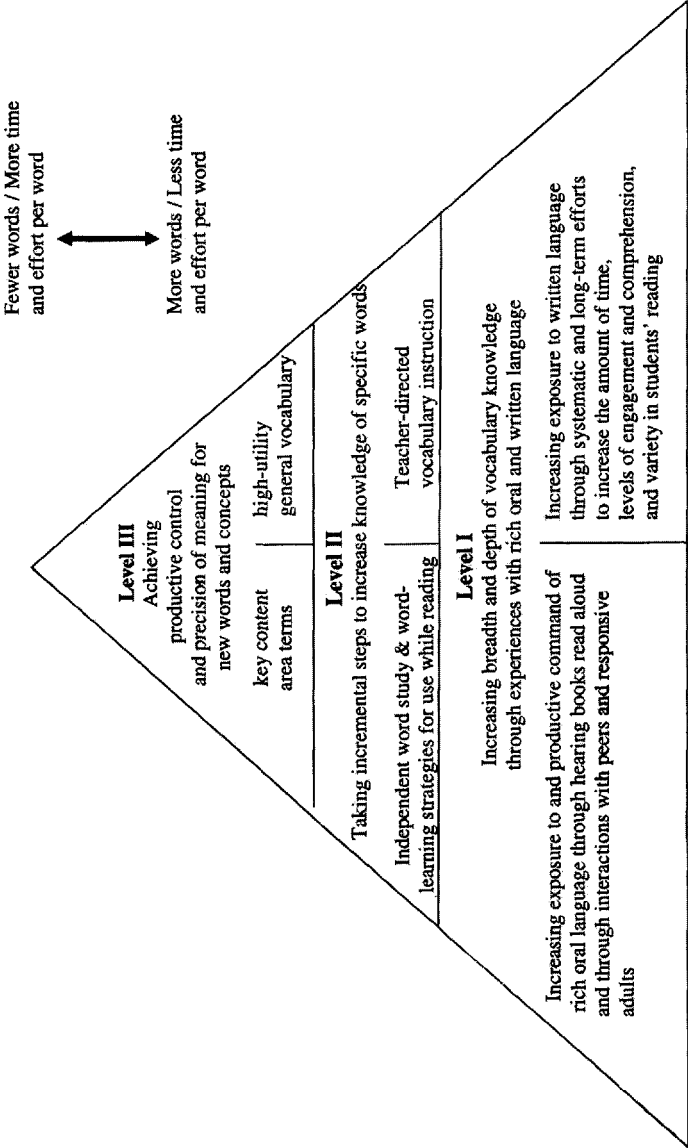 Fewer words / More time
and effort per word
More words / Less time
and effort per word
Level III
Achieving
productive control
and precision of meaning for
new words and concepts
key content
area terms
high-utility
general vocabulary
Level II
Taking incremental steps to increase knowledge of specific words
Independent word study & word-
learning strategies for use while reading
Teacher-directed
vocabulary instruction
Level I
Increasing breadth and depth of vocabulary knowledge
through experiences with rich oral and written language
Increasing exposure to and productive command of
rich oral language through hearing books read aloud
and through interactions with peers and responsive
adults
Increasing exposure to written language
through systematic and long-term efforts
to increase the amount of time,
levels of engagement and comprehension,
and variety in students' reading